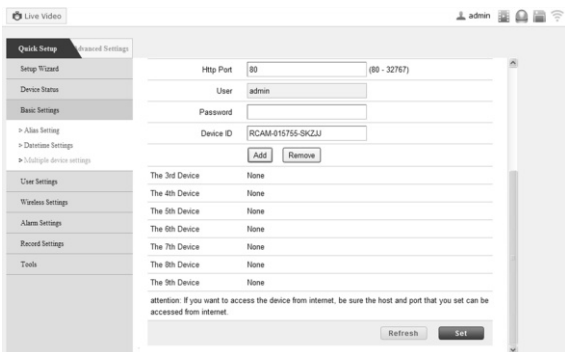 Live Video
admin
Quick Setup
Advanced Settings
Setup Wizard
Device Status
Basic Settings
> Alias Setting
> Datetime Settings
> Multiple device settings
User Settings
Wireless Settings
Alarm Settings
Record Settings
Tools
Http Port 80 (80 - 32767)
User admin
Password
Device ID RCAM-015755-SKZJJ
Add Remove
The 3rd Device None
The 4th Device None
The 5th Device None
The 6th Device None
The 7th Device None
The 8th Device None
The 9th Device None
attention: If you want to access the device from internet, be sure the host and port that you set can be
accessed from internet.
Refresh Set